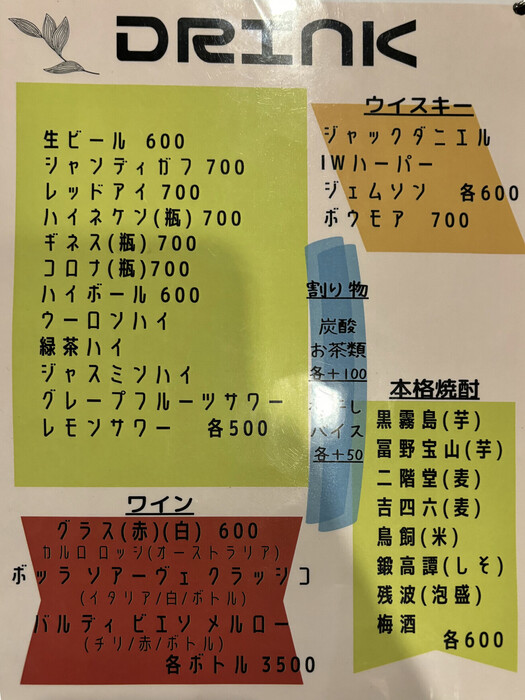 DRINK
生ビール 600
シャンディガフ 700
レッドアイ 700
ハイネケン(瓶) 700
ギネス(瓶) 700
コロナ(瓶)700
ハイボール 600
ウーロンハイ
緑茶ハイ
ジャスミンハイ
グレープフルーツサワー
レモンサワー 各500
ウイスキー
ジャックダニエル
IWハーパー
ジェムソン 各600
ボウモア 700
割り物
炭酸
お茶類
各+100
し
ハイス
各+50
本格焼酎
黒霧島(芋)
冨野宝山(芋)
二階堂(麦)
吉四六(麦)
鳥飼(米)
鍛高譚(しそ)
残波(泡盛)
梅酒
各600
ワイン
グラス(赤)(白) 600
カルロ ロッジ(オーストラリア)
ボッラ ソアーヴェ クラッシコ
(イタリア/白/ボトル)
バルディ ビエソ メルロー
(チリ/赤/ボトル)
各ボトル 3500